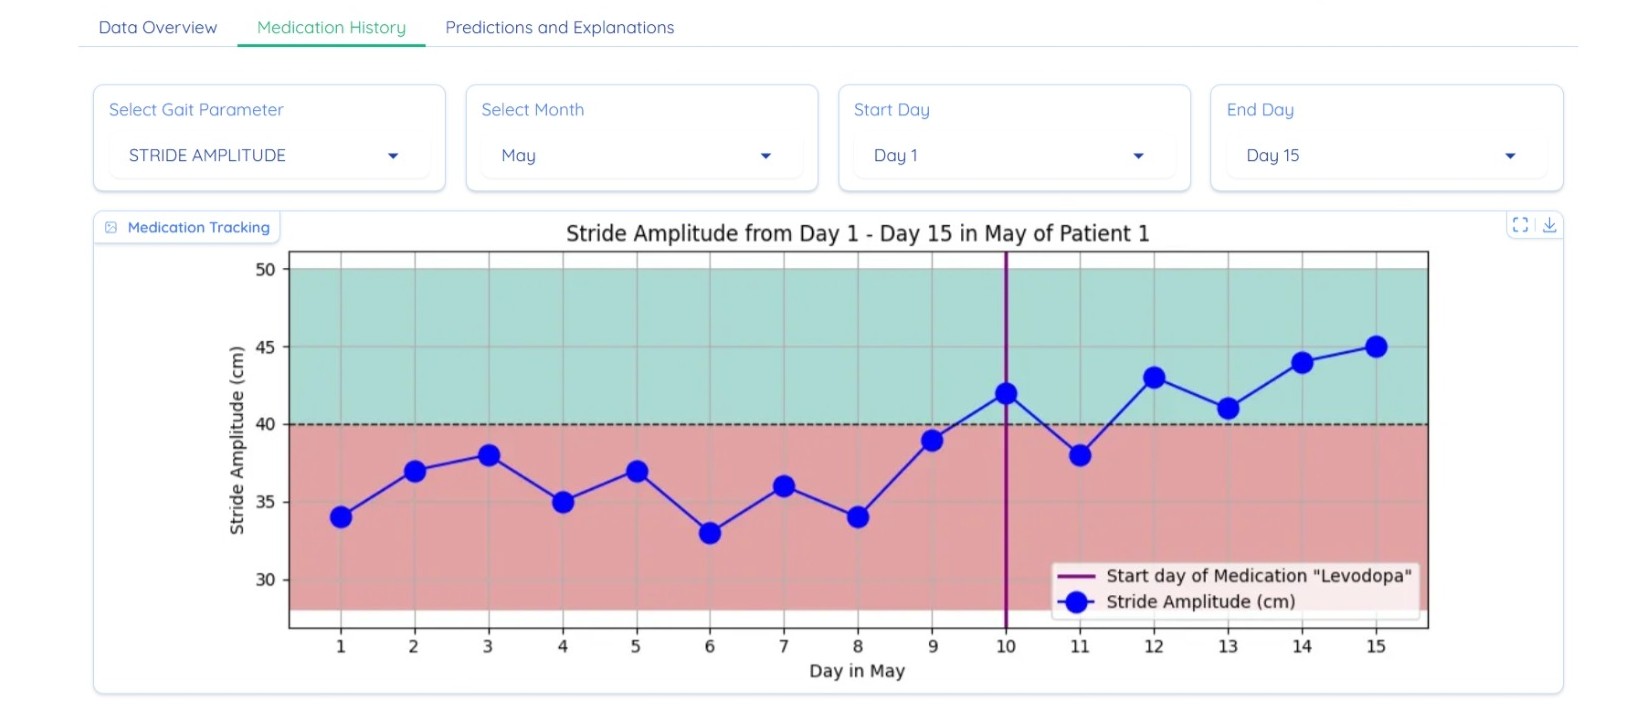 Data Overview Medication History Predictions and Explanations
Select Gait Parameter Select Month Start Day End Day
STRIDE AMPLITUDE May Day 1 Day 15
Medication Tracking
Stride Amplitude from Day 1 - Day 15 in May of Patient 1
50
45
40
35
30
Stride Amplitude (cm)
Start day of Medication "Levodopa"
Stride Amplitude (cm)
1 2 3 4 5 6 7 8 9 10 11 12 13 14 15
Day in May